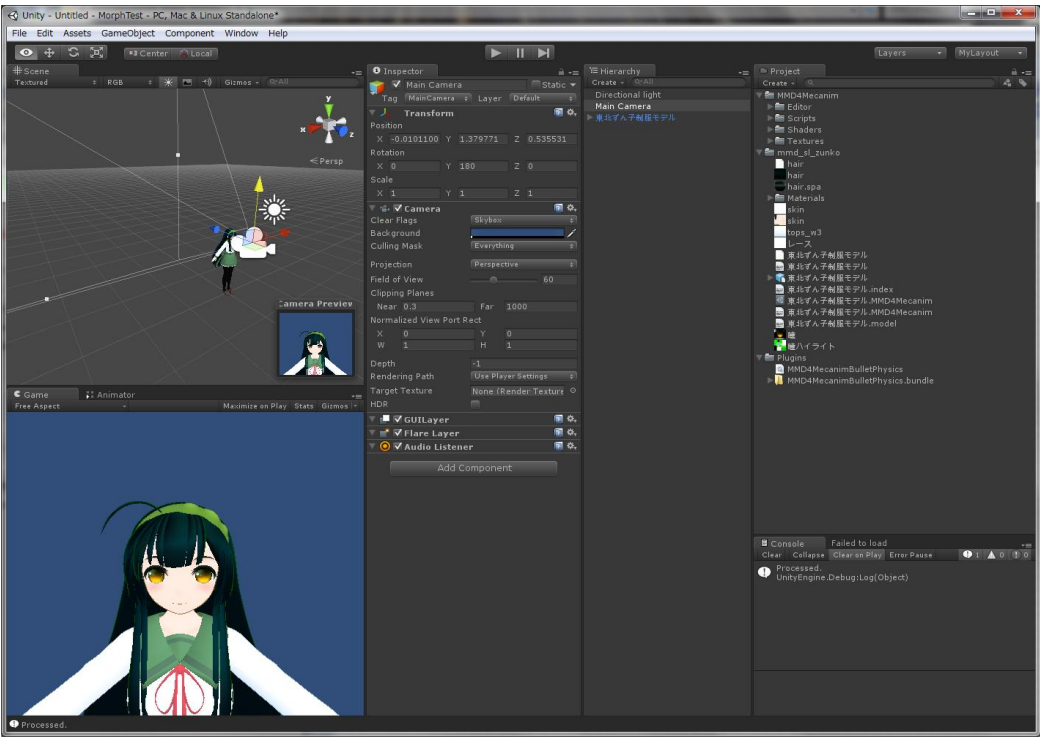 Unity - Untitled - MorphTest - PC, Mac & Linux Standalone*
File Edit Assets GameObject Component Window Help
Center Local
Layers MyLayout
Scene
Textured RGB Gizmos All
y
x z
Persp
Camera Preview
Game Animator
Free Aspect Maximize on Play Stats Gizmos
Inspector
Main Camera Static
Tag MainCamera Layer Default
Transform
Position
X -0.0101100 Y 1.379771 Z 0.535531
Rotation
X 0 Y 180 Z 0
Scale
X 1 Y 1 Z 1
Camera
Clear Flags Skybox
Background
Culling Mask Everything
Projection Perspective
Field of View 60
Clipping Planes
Near 0.3 Far 1000
Normalized View Port Rect
X 0 Y 0
W 1 H 1
Depth -1
Rendering Path Use Player Settings
Target Texture None (Render Texture
HDR
GUILayer
Flare Layer
Audio Listener
Add Component
Hierarchy
Create All
Directional light
Main Camera
東北ずん子制服モデル
Project
Create
MMD4Mecanim
Editor
Scripts
Shaders
Textures
mmd_sl_zunko
hair
hair
hair.spa
Materials
skin
skin
tops_w3
レース
東北ずん子制服モデル
東北ずん子制服モデル
東北ずん子制服モデル
東北ずん子制服モデル.index
東北ずん子制服モデル.MMD4Mecanim
東北ずん子制服モデル.MMD4Mecanim
東北ずん子制服モデル.model
瞳
瞳ハイライト
Plugins
MMD4MecanimBulletPhysics
MMD4MecanimBulletPhysics.bundle
Console Failed to load
Clear Collapse Clear on Play Error Pause 1 0 0
Processed.
UnityEngine.Debug:Log(Object)
Processed.